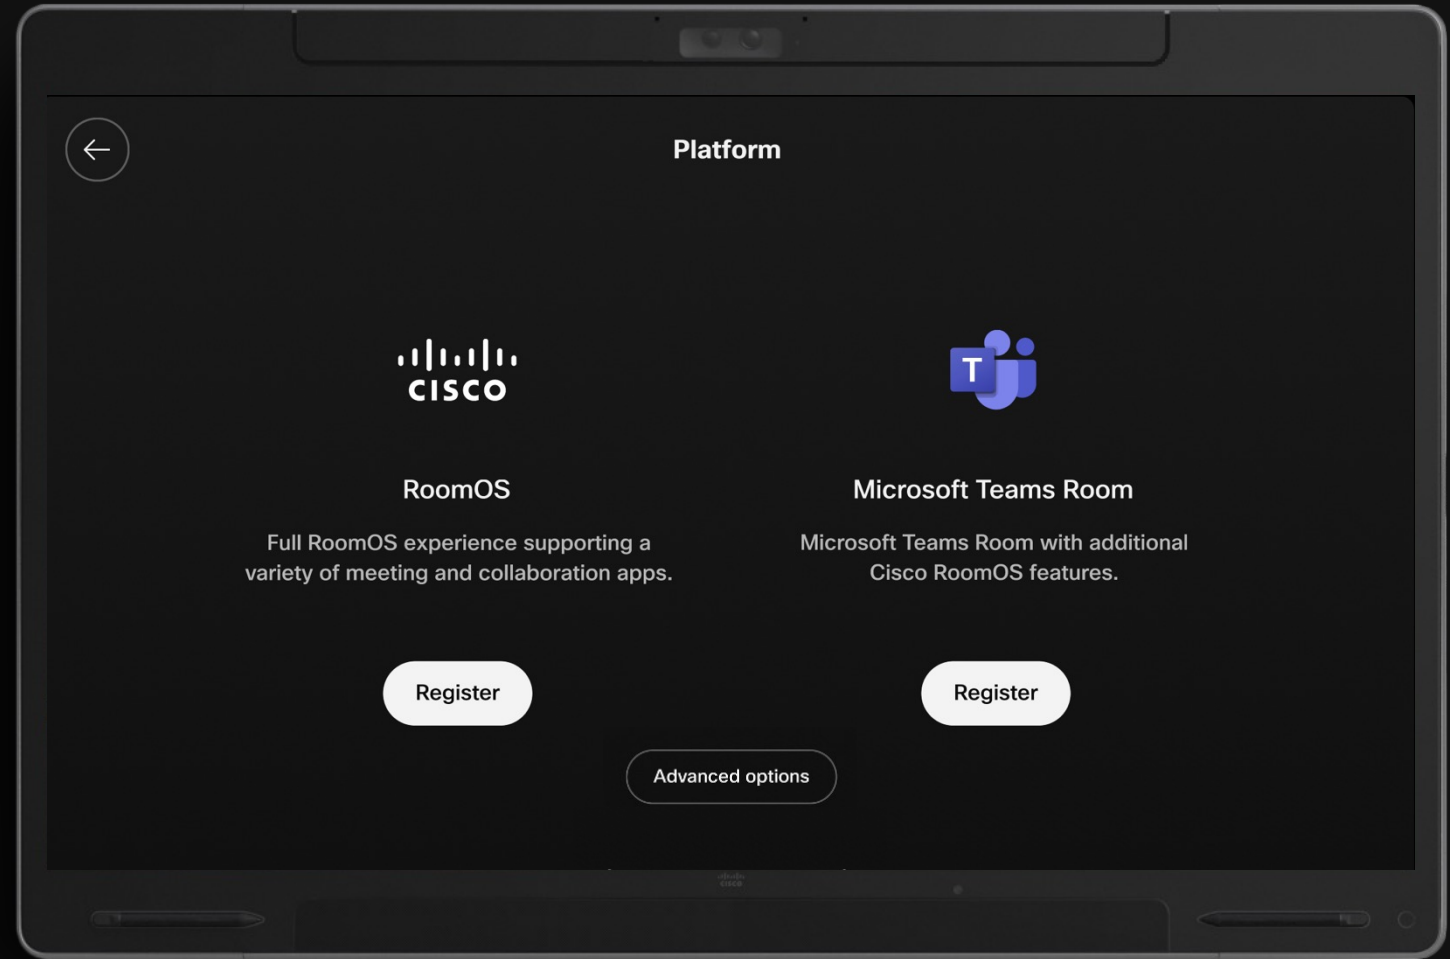 Platform
CISCO
T
RoomOS
Full RoomOS experience supporting a
variety of meeting and collaboration apps.
Register
Microsoft Teams Room
Microsoft Teams Room with additional
Cisco RoomOS features.
Register
Advanced options
CISCO